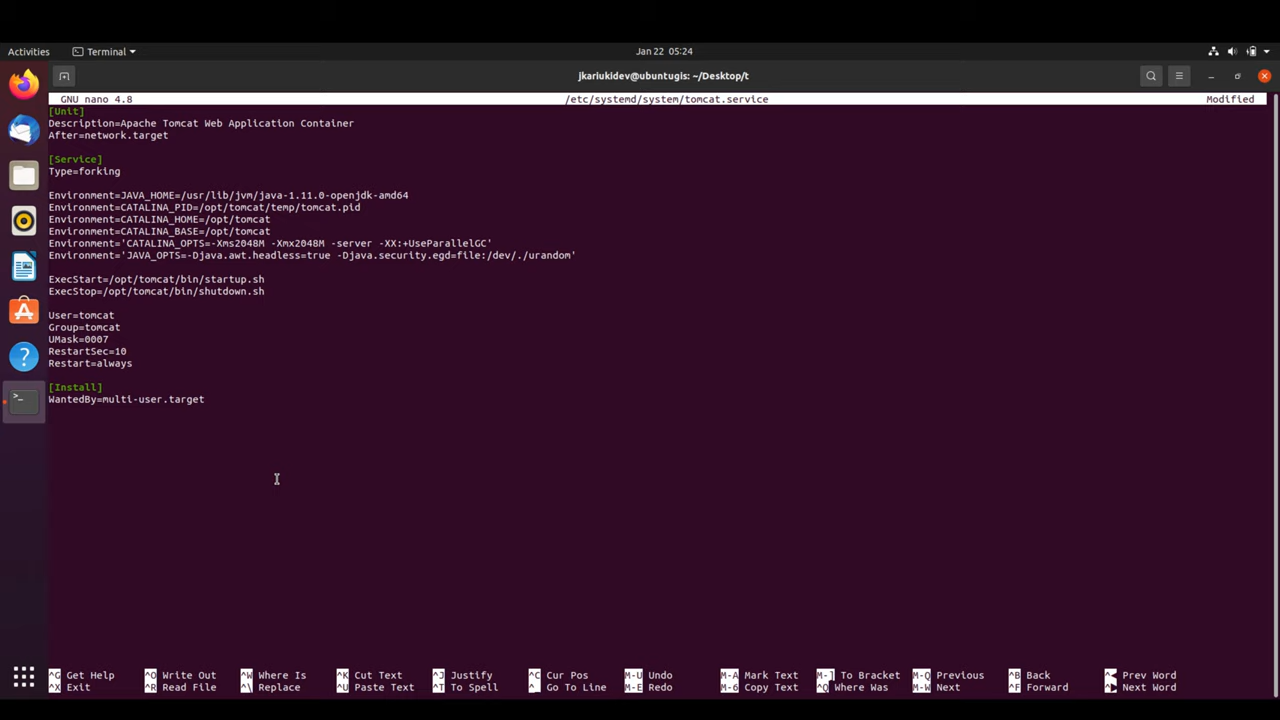 Activities Terminal Jan 22 05:24
jkariukidev@ubuntugis: ~/Desktop/t
GNU nano 4.8 /etc/systemd/system/tomcat.service Modified
[Unit]
Description=Apache Tomcat Web Application Container
After=network.target
[Service]
Type=forking
Environment=JAVA_HOME=/usr/lib/jvm/java-1.11.0-openjdk-amd64
Environment=CATALINA_PID=/opt/tomcat/temp/tomcat.pid
Environment=CATALINA_HOME=/opt/tomcat
Environment=CATALINA_BASE=/opt/tomcat
Environment='CATALINA_OPTS=-Xms2048M -Xmx2048M -server -XX:+UseParallelGC'
Environment='JAVA_OPTS=-Djava.awt.headless=true -Djava.security.egd=file:/dev/./urandom'
ExecStart=/opt/tomcat/bin/startup.sh
ExecStop=/opt/tomcat/bin/shutdown.sh
User=tomcat
Group=tomcat
UMask=0007
RestartSec=10
Restart=always
[Install]
WantedBy=multi-user.target
^G Get Help ^O Write Out ^W Where Is ^K Cut Text ^J Justify ^C Cur Pos M-U Undo M-A Mark Text M-] To Bracket M-Q Previous ^B Back Prev Word
^X Exit ^R Read File ^\ Replace ^U Paste Text ^T To Spell ^_ Go To Line M-E Redo M-6 Copy Text ^Q Where Was M-W Next ^F Forward Next Word